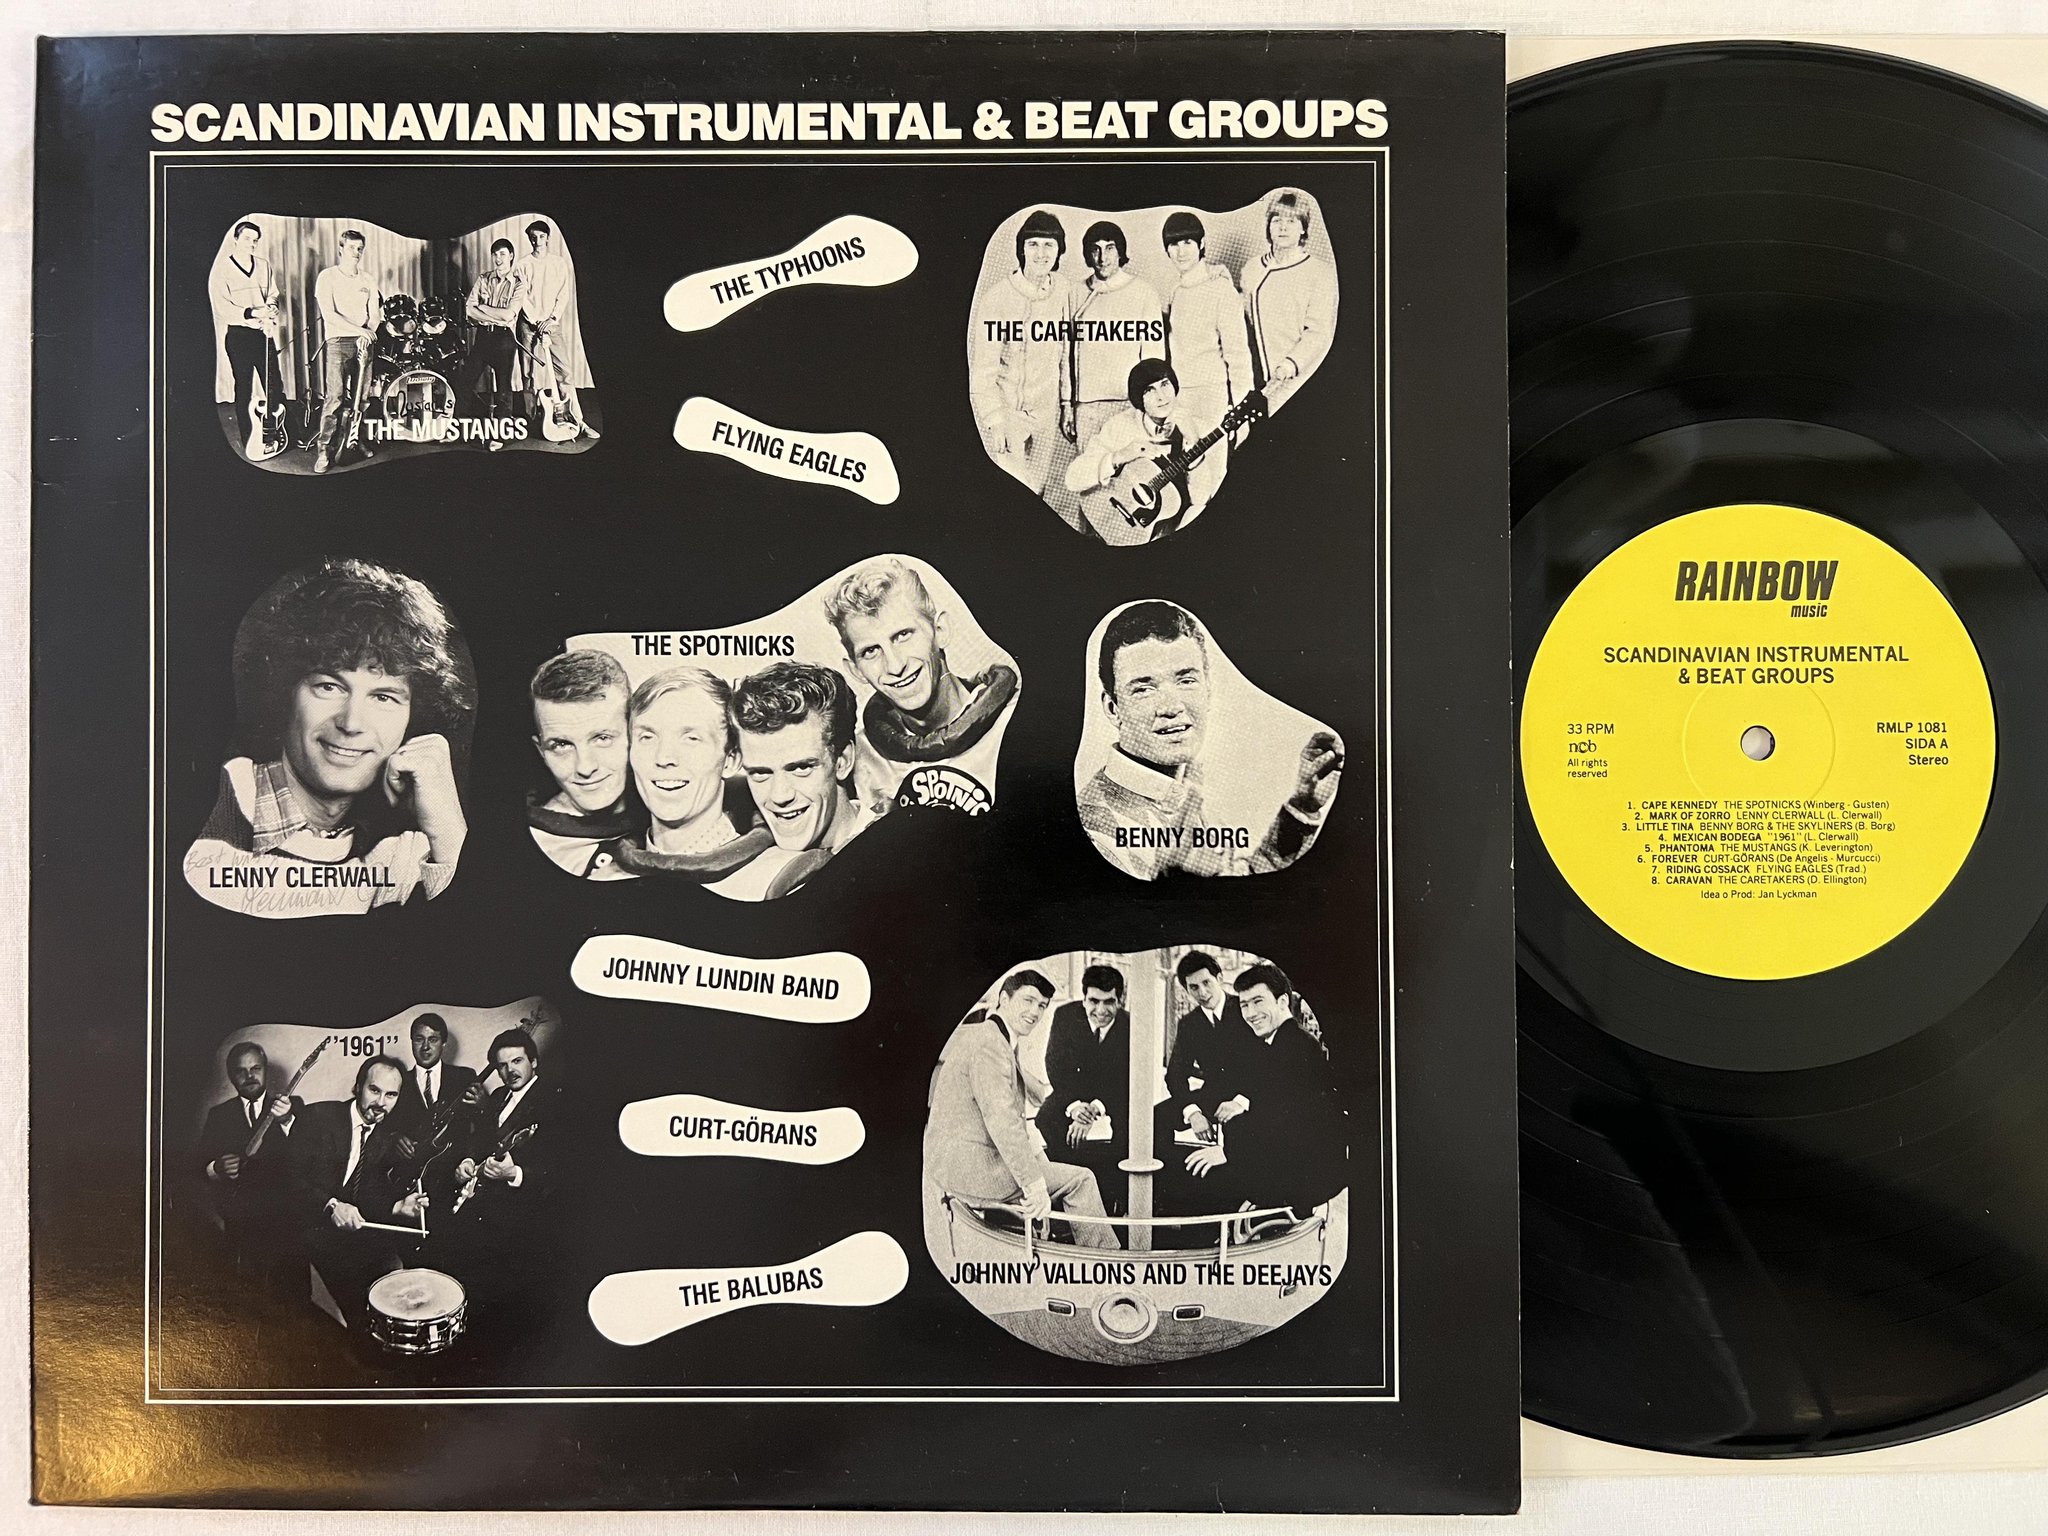 SCANDINAVIAN INSTRUMENTAL & BEAT GROUPS
THE TYPHOONS
THE CARETAKERS
THE MUSTANGS
FLYING EAGLES
LENNY CLERWALL
Best
THE SPOTNICKS
BENNY BORG
JOHNNY LUNDIN BAND
"1961"
CURT-GÖRANS
THE BALUBAS
JOHNNY VALLONS AND THE DEEJAYS
RAINBOW
music
SCANDINAVIAN INSTRUMENTAL
& BEAT GROUPS
33 RPM
ncb
All rights
reserved
RMLP 1081
SIDA A
Stereo
1. CAPE KENNEDY THE SPOTNICKS (Winberg - Gusten)
2. MARK OF ZORRO LENNY CLERWALL (L. Clerwall)
3. LITTLE TINA BENNY BORG & THE SKYLINERS (B. Borg)
4. MEXICAN BODEGA "1961" (L. Clerwall)
5. PHANTOMA THE MUSTANGS (K. Leverington)
6. FOREVER CURT-GÖRANS (De Angelis - Murcucci)
7. RIDING COSSACK FLYING EAGLES (Trad.)
8. CARAVAN THE CARETAKERS (D. Ellington)
Idea o Prod: Jan Lyckman